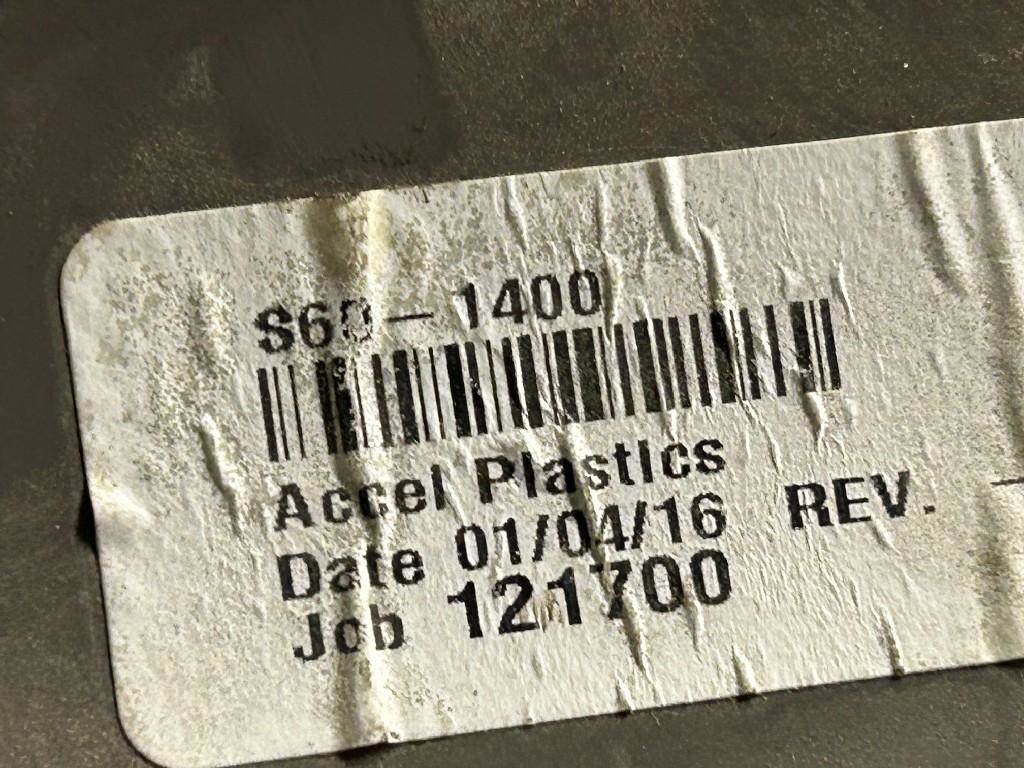 S60-1400
Accel Plastics
Date 01/04/16 REV. -
Job 121700